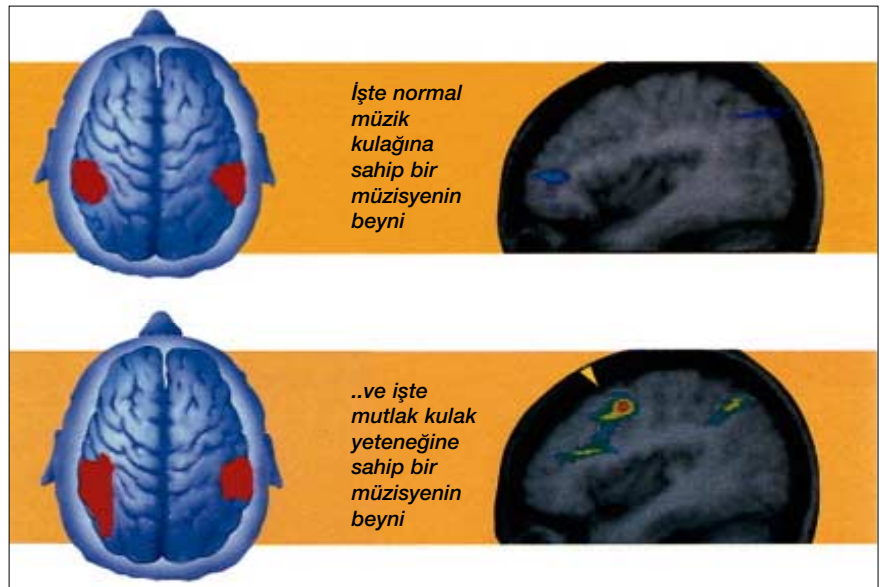 İşte normal
müzik
kulağına
sahip bir
müzisyenin
beyni
..ve işte
mutlak kulak
yeteneğine
sahip bir
müzisyenin
beyni